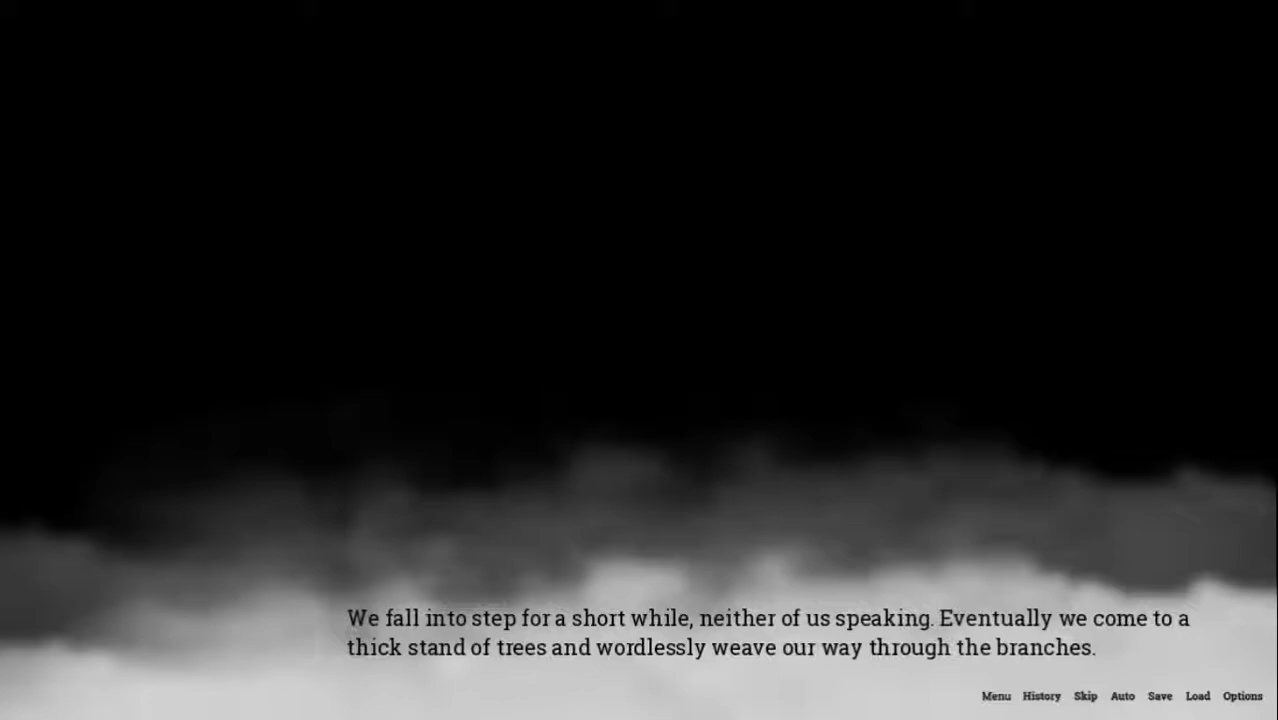 We fall into step for a short while, neither of us speaking. Eventually we come to a
thick stand of trees and wordlessly weave our way through the branches.
Menu History Skip Auto Save Load Options